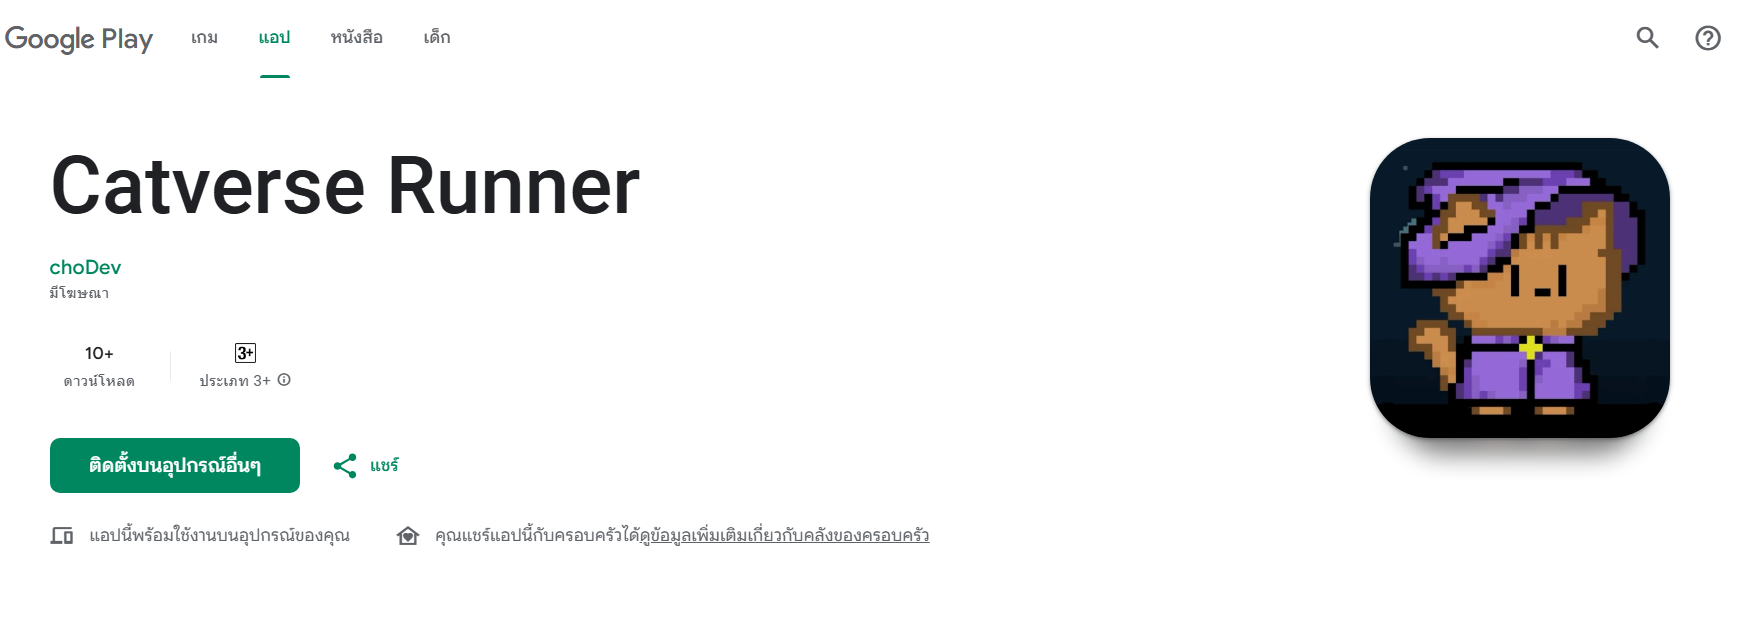 Google Play เกม แอป หนังสือ เด็ก
Catverse Runner
choDev
มีโฆษณา
10+
ดาวน์โหลด
3+
ประเภท 3+
ติดตั้งบนอุปกรณ์อื่นๆ
แชร์
แอปนี้พร้อมใช้งานบนอุปกรณ์ของคุณ
คุณแชร์แอปนี้กับครอบครัวได้ดูข้อมูลเพิ่มเติมเกี่ยวกับคลังของครอบครัว